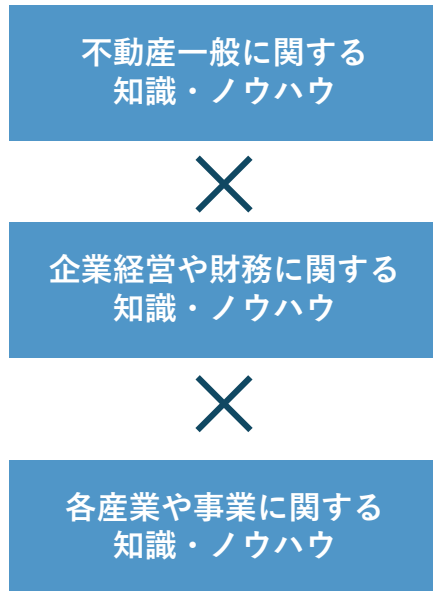 不動産一般に関する
知識・ノウハウ
×
企業経営や財務に関する
知識・ノウハウ
×
各産業や事業に関する
知識・ノウハウ